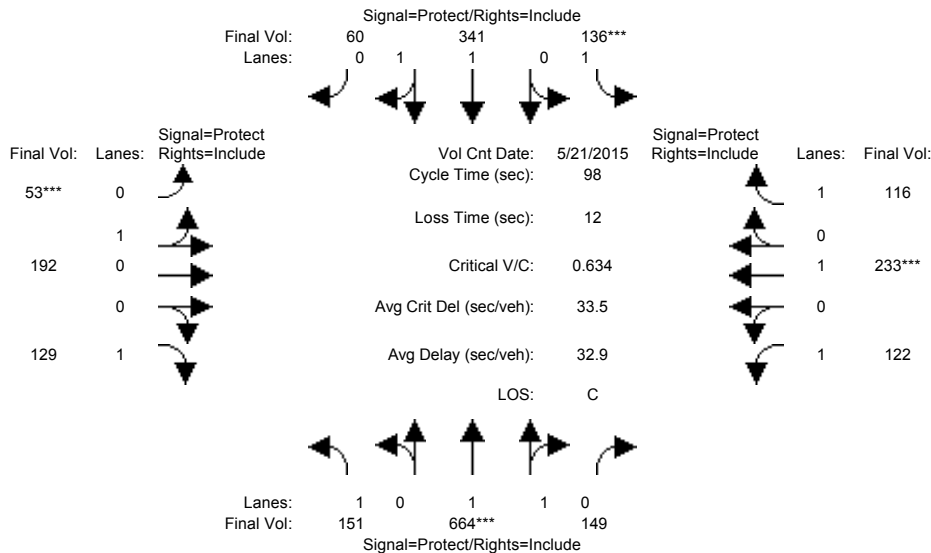 Signal=Protect/Rights=Include
Final Vol: 60 341 136***
Lanes: 0 1 1 0 1
Signal=Protect Signal=Protect
Final Vol: Lanes: Rights=Include Vol Cnt Date: 5/21/2015 Rights=Include Lanes: Final Vol:
Cycle Time (sec): 98
53*** 0 1 116
Loss Time (sec): 12
1 0
192 0 Critical V/C: 0.634 1 233***
0 Avg Crit Del (sec/veh): 33.5 0
129 1 Avg Delay (sec/veh): 32.9 1 122
LOS: C
Lanes: 1 0 1 1 0
Final Vol: 151 664*** 149
Signal=Protect/Rights=Include